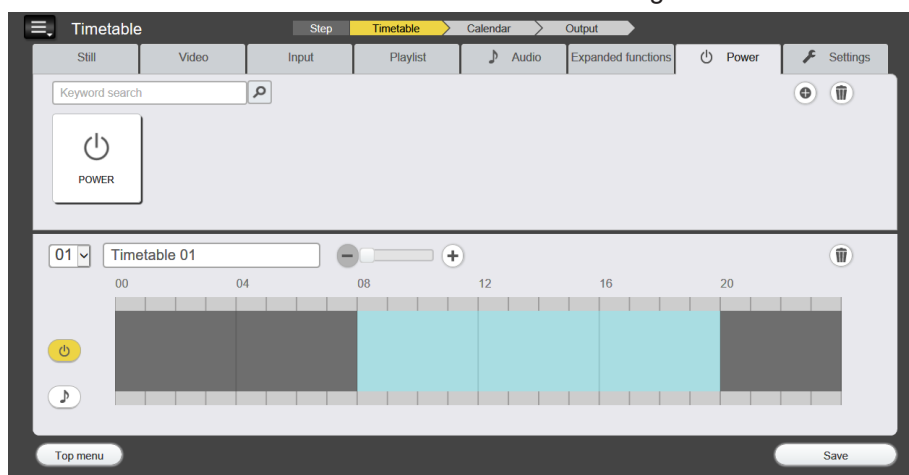 Timetable
Step Timetable Calendar Output
Still Video Input Playlist Audio Expanded functions Power Settings
Keyword search
POWER
01 Timetable 01
00 04 08 12 16 20
Top menu Save